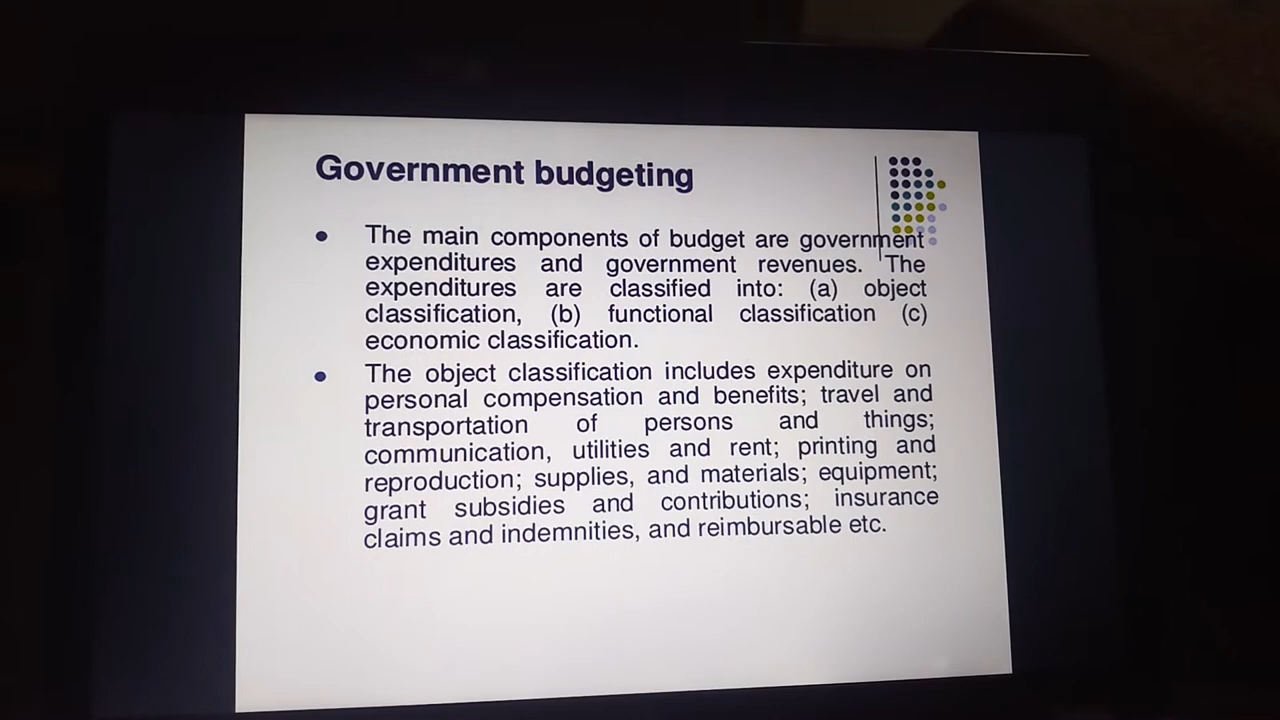 Government budgeting
• The main components of budget are government
expenditures and government revenues. The
expenditures are classified into: (a) object
classification, (b) functional classification (c)
economic classification.
• The object classification includes expenditure on
personal compensation and benefits; travel and
transportation of persons and things;
communication, utilities and rent; printing and
reproduction; supplies, and materials; equipment;
grant subsidies and contributions; insurance
claims and indemnities, and reimbursable etc.